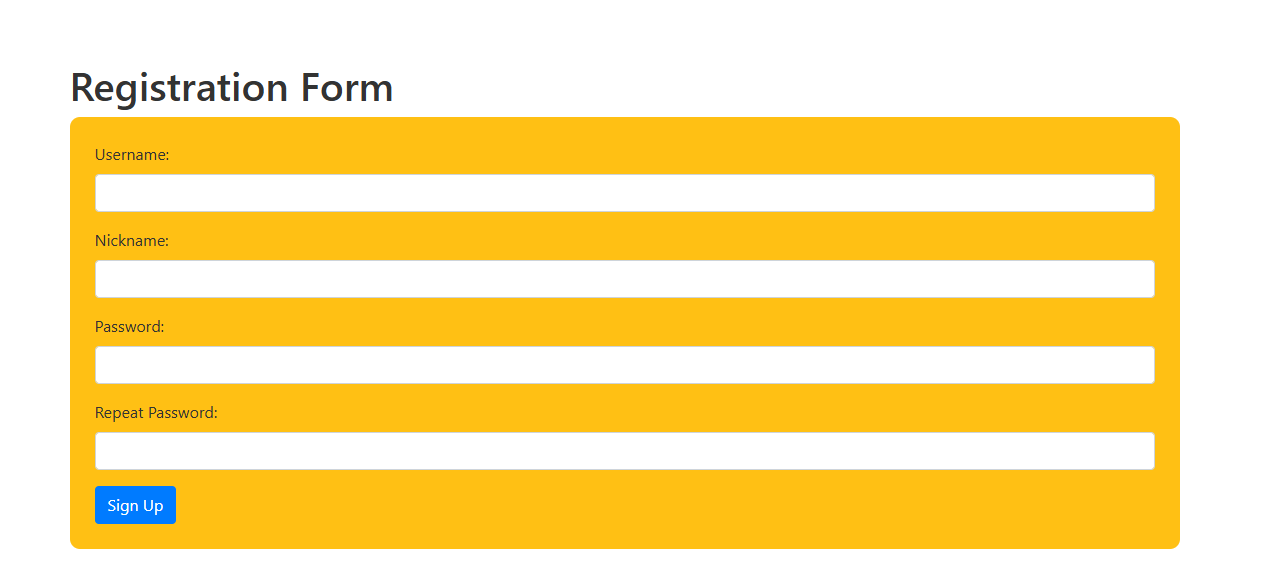 Registration Form
Username:
Nickname:
Password:
Repeat Password:
Sign Up